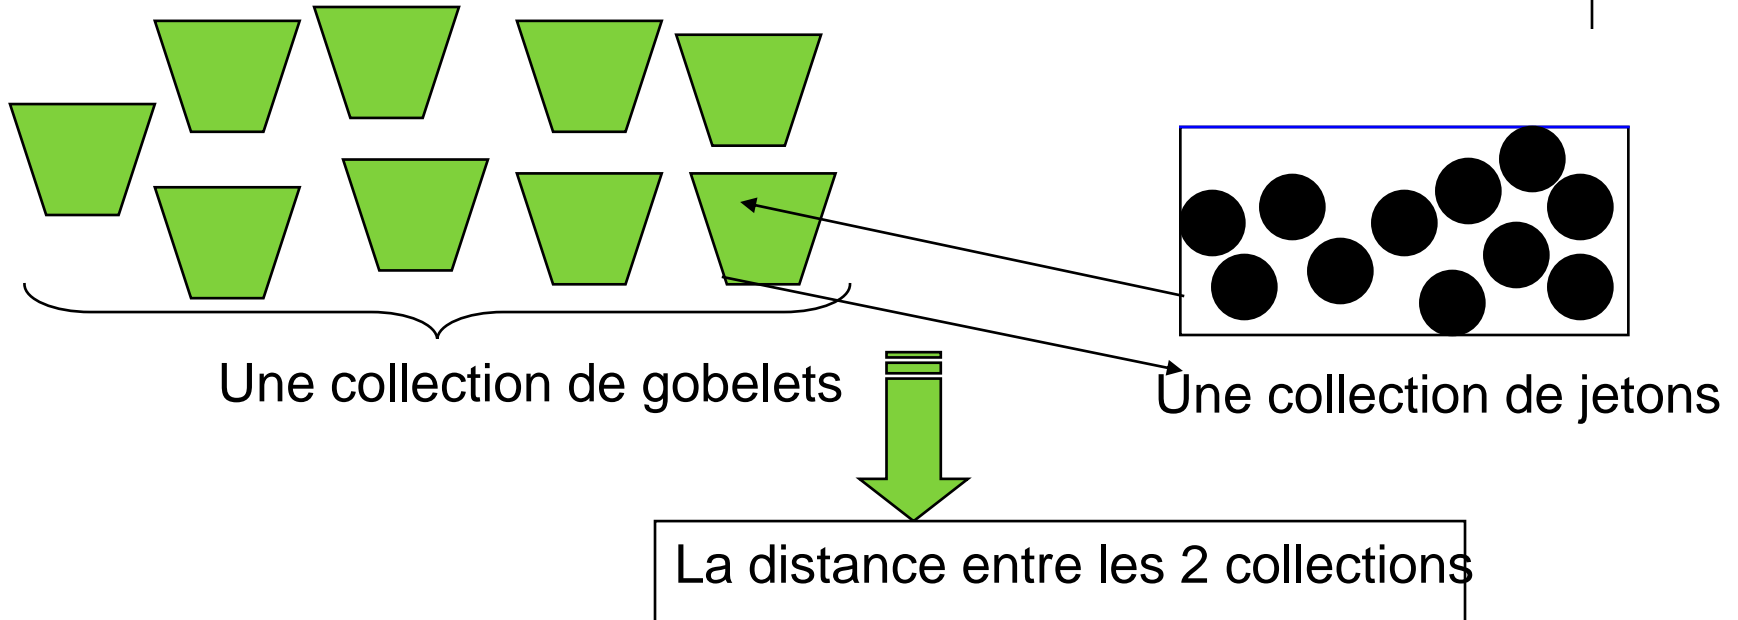 Une collection de gobelets
Une collection de jetons
La distance entre les 2 collections